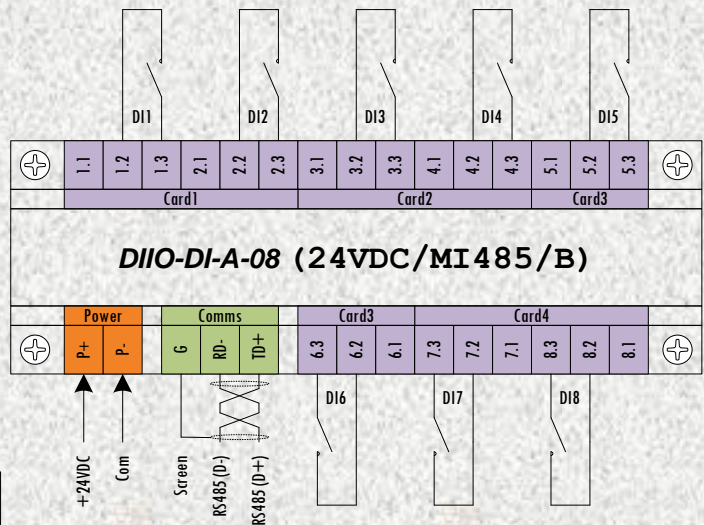 DI1 DI2 DI3 DI4 DI5
1.1 1.2 1.3 2.1 2.2 2.3 3.1 3.2 3.3 4.1 4.2 4.3 5.1 5.2 5.3
Card1 Card2 Card3
DIIO-DI-A-08 (24VDC/MI485/B)
Power Comms Card3 Card4
P+ P- G RD- TD+ 6.3 6.2 6.1 7.3 7.2 7.1 8.3 8.2 8.1
DI6 DI7 DI8
+24VDC Com Screen RS485 (D-) RS485 (D+)